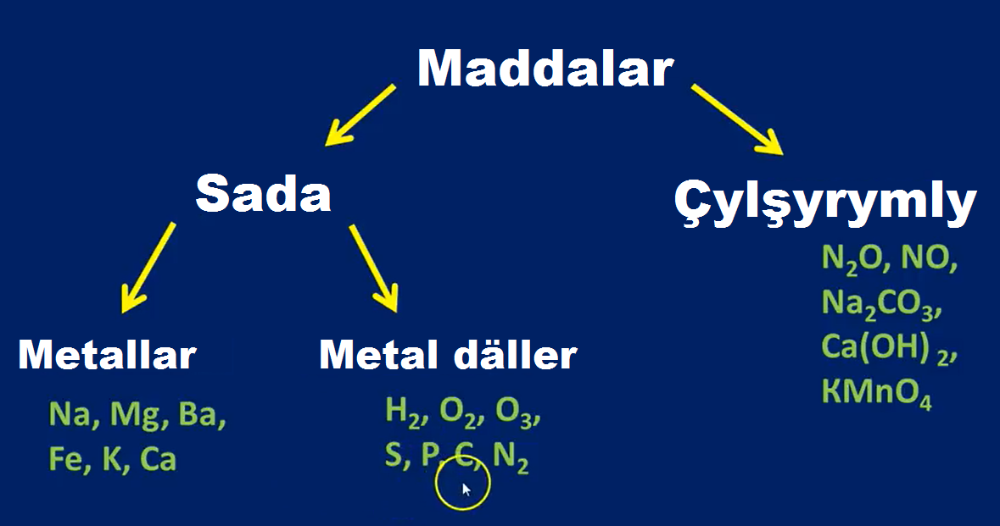 Maddalar
Sada
Çylşyrymly
N₂O, NO,
Na₂CO₃,
Ca(OH) ₂,
KMnO₄
Metallar
Na, Mg, Ba,
Fe, K, Ca
Metal däller
H₂, O₂, O₃,
S, P, C, N₂